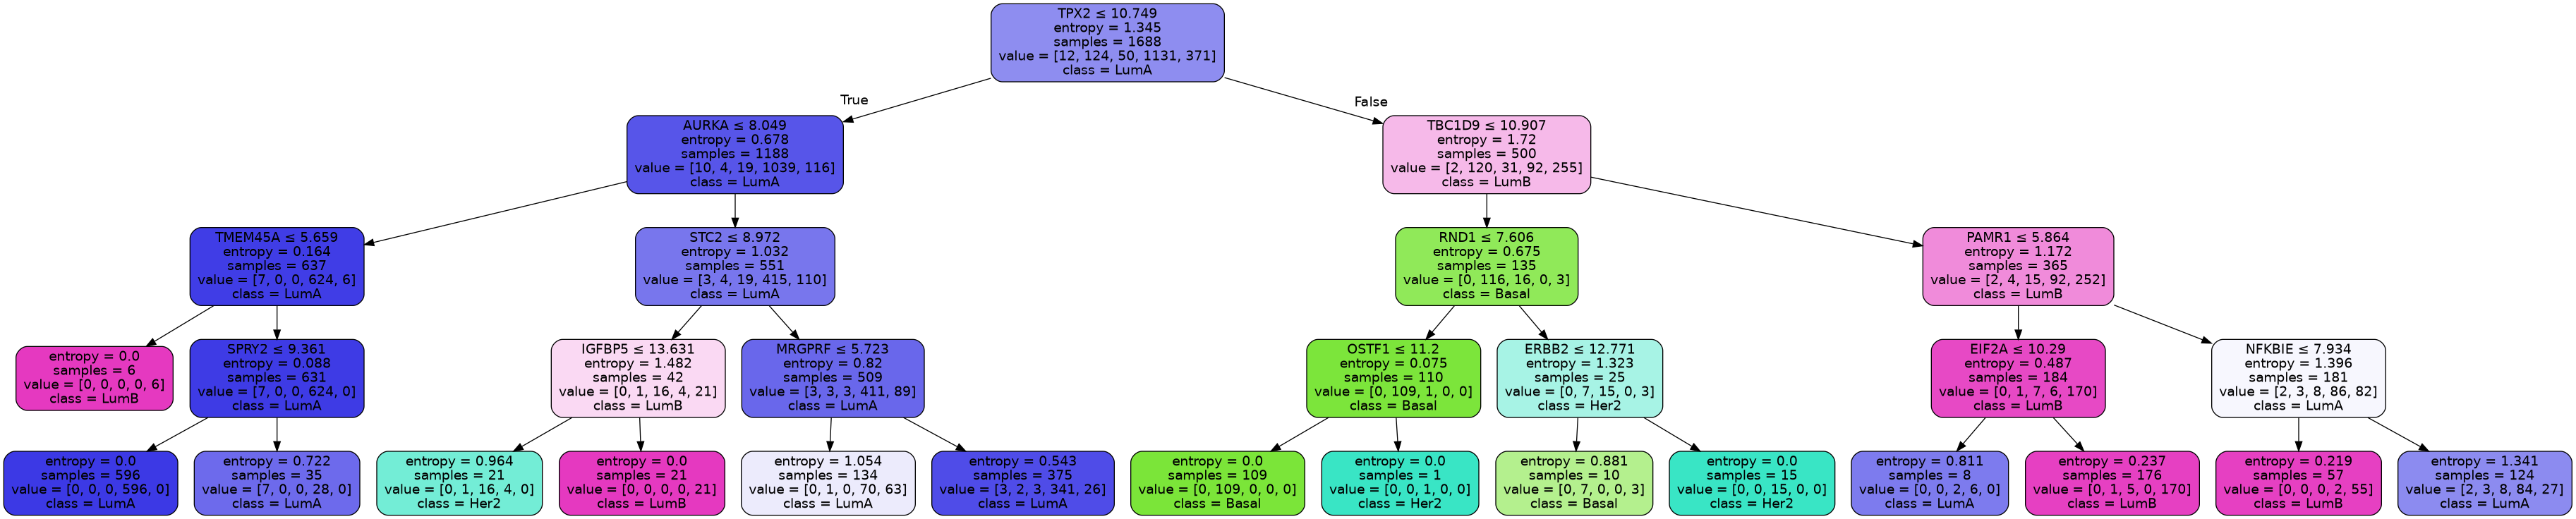 TPX2 ≤ 10.749
entropy = 1.345
samples = 1688
value = [12, 124, 50, 1131, 371]
class = LumA
True
False
AURKA ≤ 8.049
entropy = 0.678
samples = 1188
value = [10, 4, 19, 1039, 116]
class = LumA
TBC1D9 ≤ 10.907
entropy = 1.72
samples = 500
value = [2, 120, 31, 92, 255]
class = LumB
TMEM45A ≤ 5.659
entropy = 0.164
samples = 637
value = [7, 0, 0, 624, 6]
class = LumA
STC2 ≤ 8.972
entropy = 1.032
samples = 551
value = [3, 4, 19, 415, 110]
class = LumA
RND1 ≤ 7.606
entropy = 0.675
samples = 135
value = [0, 116, 16, 0, 3]
class = Basal
PAMR1 ≤ 5.864
entropy = 1.172
samples = 365
value = [2, 4, 15, 92, 252]
class = LumB
entropy = 0.0
samples = 6
value = [0, 0, 0, 0, 6]
class = LumB
SPRY2 ≤ 9.361
entropy = 0.088
samples = 631
value = [7, 0, 0, 624, 0]
class = LumA
IGFBP5 ≤ 13.631
entropy = 1.482
samples = 42
value = [0, 1, 16, 4, 21]
class = LumB
MRGPRF ≤ 5.723
entropy = 0.82
samples = 509
value = [3, 3, 3, 411, 89]
class = LumA
OSTF1 ≤ 11.2
entropy = 0.075
samples = 110
value = [0, 109, 1, 0, 0]
class = Basal
ERBB2 ≤ 12.771
entropy = 1.323
samples = 25
value = [0, 7, 15, 0, 3]
class = Her2
EIF2A ≤ 10.29
entropy = 0.487
samples = 184
value = [0, 1, 7, 6, 170]
class = LumB
NFKBIE ≤ 7.934
entropy = 1.396
samples = 181
value = [2, 3, 8, 86, 82]
class = LumA
entropy = 0.0
samples = 596
value = [0, 0, 0, 596, 0]
class = LumA
entropy = 0.722
samples = 35
value = [7, 0, 0, 28, 0]
class = LumA
entropy = 0.964
samples = 21
value = [0, 1, 16, 4, 0]
class = Her2
entropy = 0.0
samples = 21
value = [0, 0, 0, 0, 21]
class = LumB
entropy = 1.054
samples = 134
value = [0, 1, 0, 70, 63]
class = LumA
entropy = 0.543
samples = 375
value = [3, 2, 3, 341, 26]
class = LumA
entropy = 0.0
samples = 109
value = [0, 109, 0, 0, 0]
class = Basal
entropy = 0.0
samples = 1
value = [0, 0, 1, 0, 0]
class = Her2
entropy = 0.881
samples = 10
value = [0, 7, 0, 0, 3]
class = Basal
entropy = 0.0
samples = 15
value = [0, 0, 15, 0, 0]
class = Her2
entropy = 0.811
samples = 8
value = [0, 0, 2, 6, 0]
class = LumA
entropy = 0.237
samples = 176
value = [0, 1, 5, 0, 170]
class = LumB
entropy = 0.219
samples = 57
value = [0, 0, 0, 2, 55]
class = LumB
entropy = 1.341
samples = 124
value = [2, 3, 8, 84, 27]
class = LumA